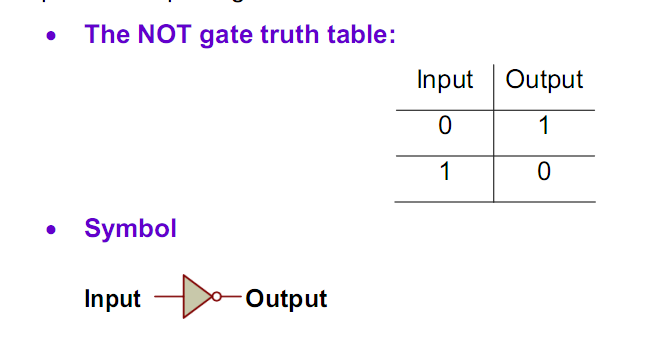 • The NOT gate truth table:
Input Output
0 1
1 0
• Symbol
Input Output